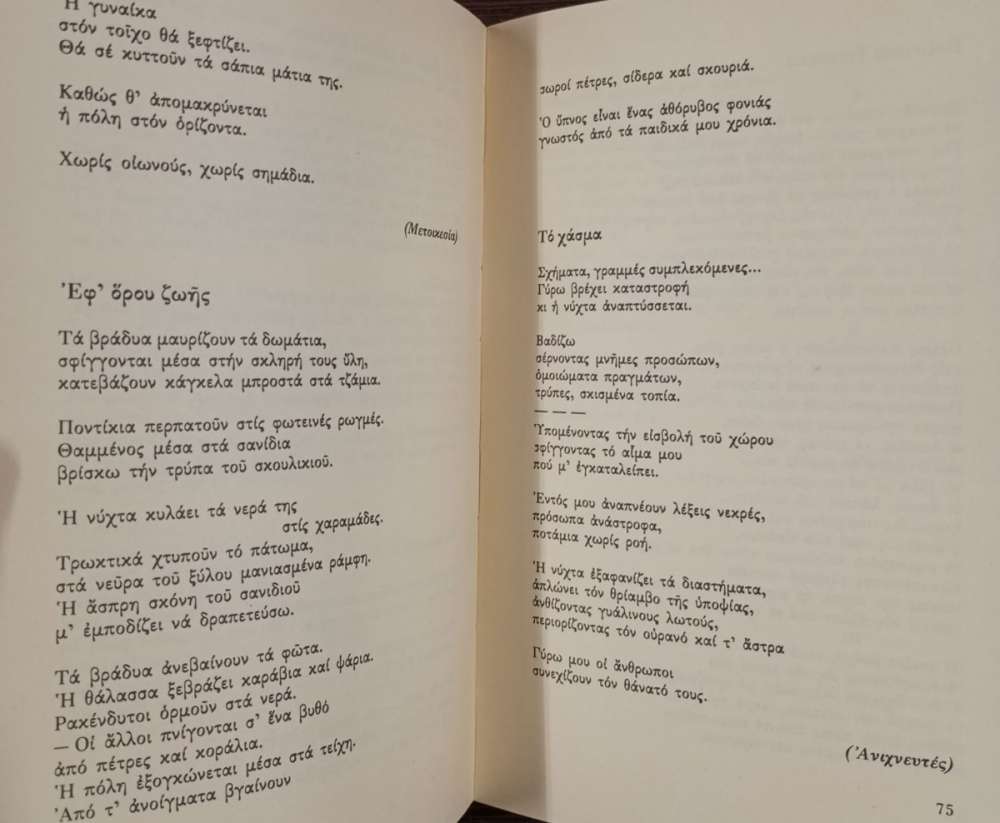 Ἡ γυναίκα
στόν τοῖχο θά ξεφτίζει.
Θά σέ κυττοῦν τά σάπια μάτια της.
Καθώς θ’ ἀπομακρύνεται
ἡ πόλη στόν ὁρίζοντα.
Χωρίς οἰωνούς, χωρίς σημάδια.
(Μετοικεσία)
Ἐφ’ ὅρου ζωῆς
Τά βράδυα μαυρίζουν τά δωμάτια,
σφίγγονται μέσα στήν σκληρή τους ὕλη,
κατεβάζουν κάγκελα μπροστά στά τζάμια.
Ποντίκια περπατοῦν στίς φωτεινές ρωγμές.
Θαμμένος μέσα στά σανίδια
βρίσκω τήν τρύπα τοῦ σκουλικιοῦ.
Ἡ νύχτα κυλάει τά νερά της
στίς χαραμάδες.
Τρωκτικά χτυποῦν τό πάτωμα,
στά νεῦρα τοῦ ξύλου μανιασμένα ράμφη.
Ἡ ἄσπρη σκόνη τοῦ σανιδιοῦ
μ’ ἐμποδίζει νά δραπετεύσω.
Τά βράδυα ἀνεβαίνουν τά φῶτα.
Ἡ θάλασσα ξεβράζει καράβια καί ψάρια.
Ρακένδυτοι ὁρμοῦν στά νερά.
— Οἱ ἄλλοι πνίγονται σ’ ἕνα βυθό
ἀπό πέτρες καί κοράλια.
Ἡ πόλη ἐξογκώνεται μέσα στά τείχη.
Ἀπό τ’ ἀνοίγματα βγαίνουν
σωροί πέτρες, σίδερα καί σκουριά.
Ὁ ὕπνος εἶναι ἕνας ἀθόρυβος φονιάς
γνωστός ἀπό τά παιδικά μου χρόνια.
Τό χάσμα
Σχήματα, γραμμές συμπλεκόμενες...
Γύρω βρέχει καταστροφή
κι ἡ νύχτα ἀναπτύσσεται.
Βαδίζω
σέρνοντας μνῆμες προσώπων,
ὁμοιώματα πραγμάτων,
τρύπες, σκισμένα τοπία.
— — —
Ὑπομένοντας τήν εἰσβολή τοῦ χώρου
σφίγγοντας τό αἷμα μου
πού μ’ ἐγκαταλείπει.
Ἐντός μου ἀναπνέουν λέξεις νεκρές,
πρόσωπα ἀνάστροφα,
ποτάμια χωρίς ροή.
Ἡ νύχτα ἐξαφανίζει τά διαστήματα,
ἁπλώνει τόν θρίαμβο τῆς ὑποψίας,
ἀνθίζοντας γυάλινους λωτούς,
περιορίζοντας τόν οὐρανό καί τ’ ἄστρα
Γύρω μου οἱ ἄνθρωποι
συνεχίζουν τόν θάνατό τους.
(Ἀνιχνευτές)
75